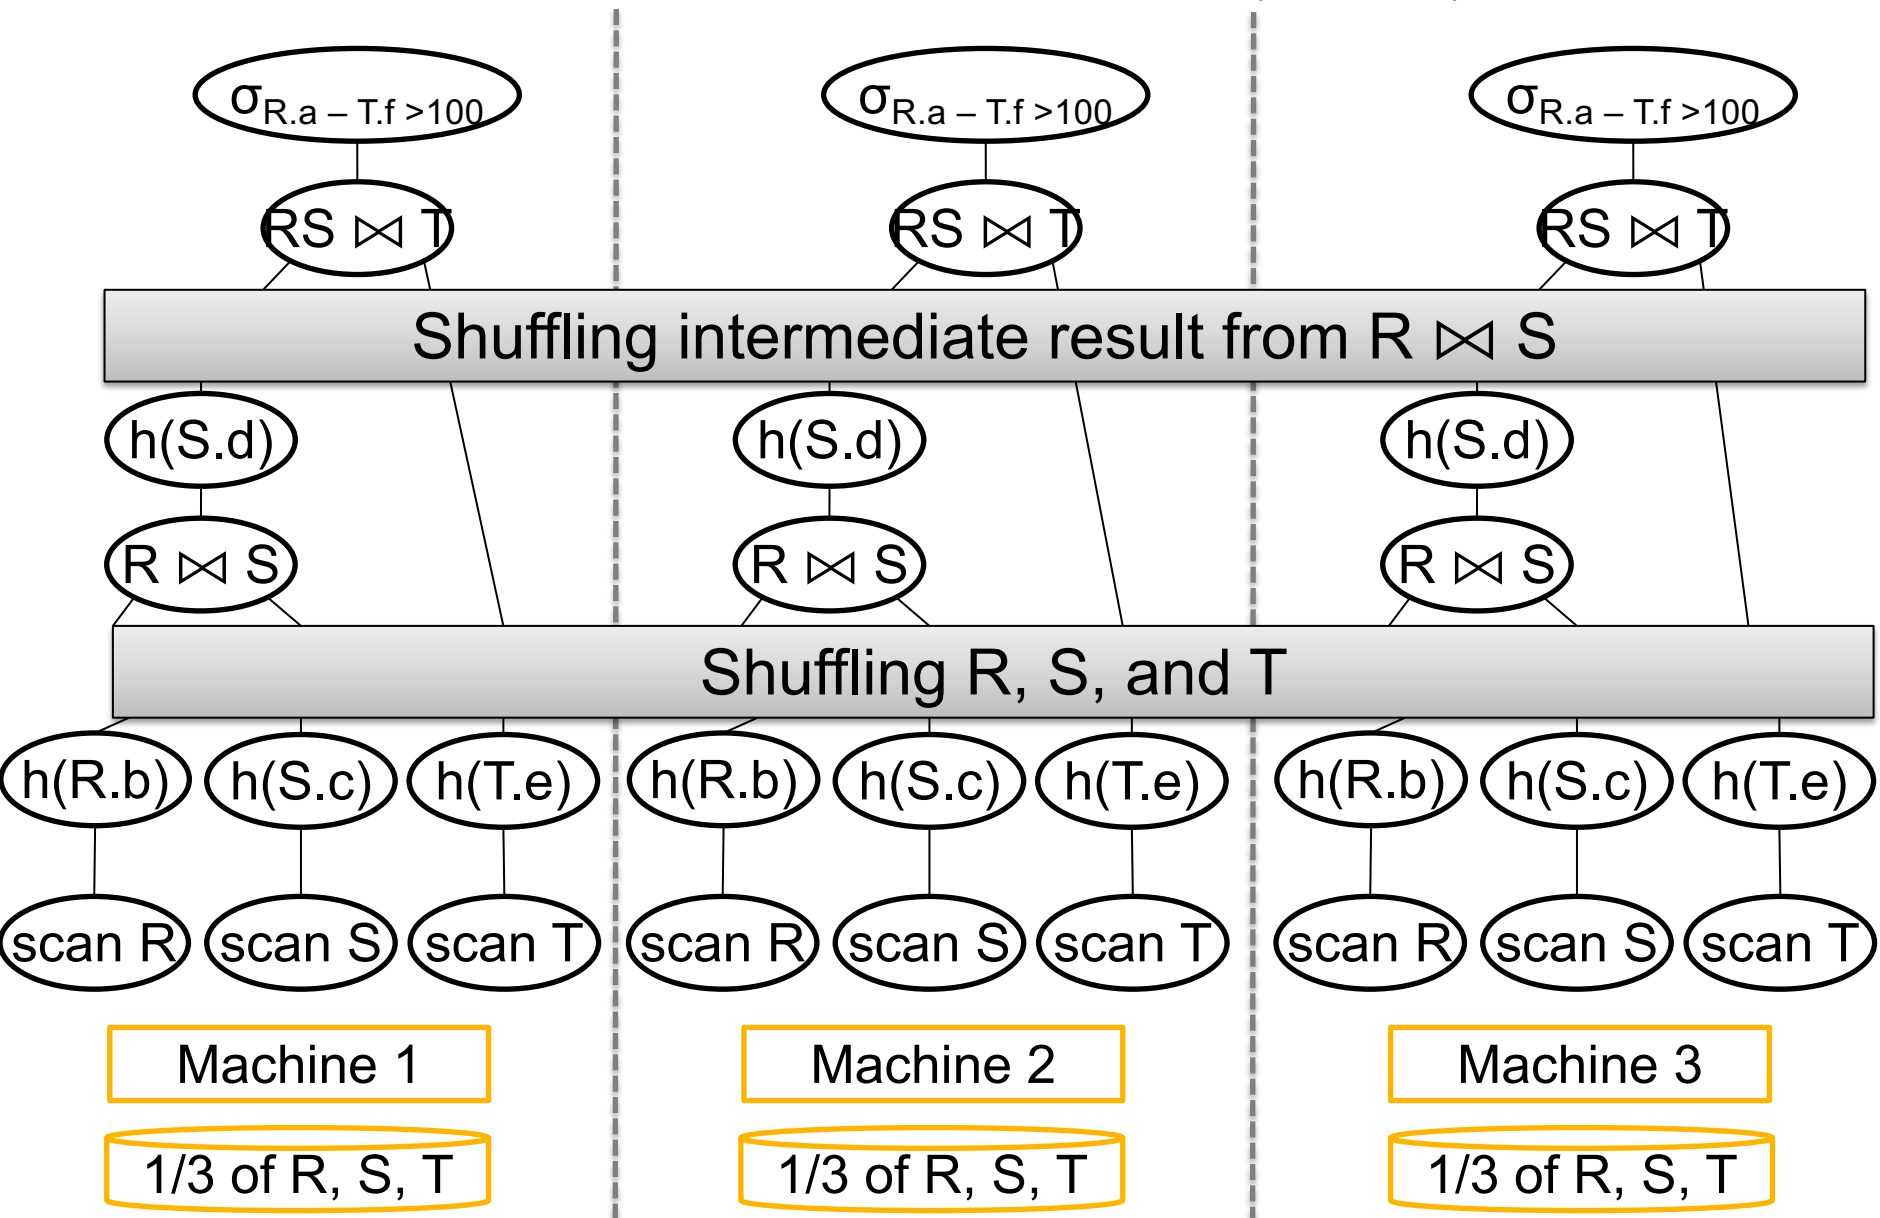 σR.a – T.f >100 σR.a – T.f >100 σR.a – T.f >100
RS ⋈ T RS ⋈ T RS ⋈ T
Shuffling intermediate result from R ⋈ S
h(S.d) h(S.d) h(S.d)
R ⋈ S R ⋈ S R ⋈ S
Shuffling R, S, and T
h(R.b) h(S.c) h(T.e) h(R.b) h(S.c) h(T.e) h(R.b) h(S.c) h(T.e)
scan R scan S scan T scan R scan S scan T scan R scan S scan T
Machine 1 Machine 2 Machine 3
1/3 of R, S, T 1/3 of R, S, T 1/3 of R, S, T